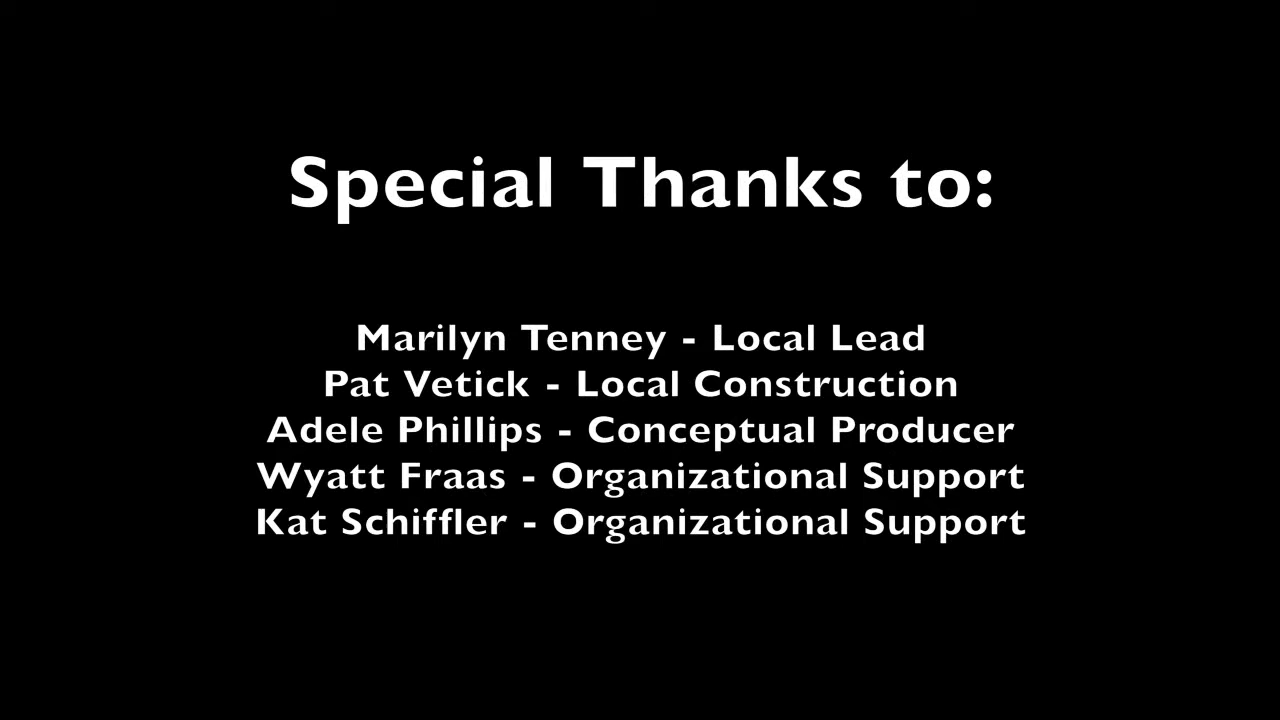 Special Thanks to:
Marilyn Tenney - Local Lead
Pat Vetick - Local Construction
Adele Phillips - Conceptual Producer
Wyatt Fraas - Organizational Support
Kat Schiffler - Organizational Support